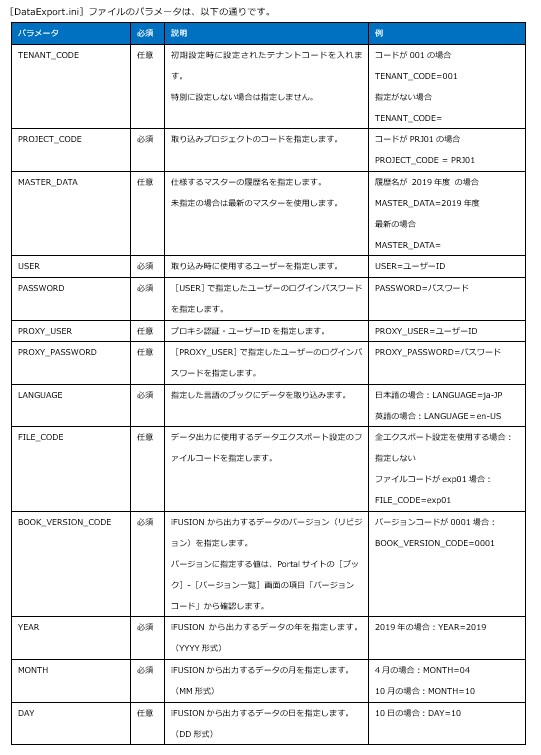 [DataExport.ini] ファイルのパラメータは、以下の通りです。
パラメータ 必須 説明 例
TENANT_CODE 任意 初期設定時に設定されたテナントコードを入れます。
特別に設定しない場合は指定しません。
コードが 001 の場合
TENANT_CODE=001
指定がない場合
TENANT_CODE=
PROJECT_CODE 必須 取り込みプロジェクトのコードを指定します。
コードが PRJ01 の場合
PROJECT_CODE = PRJ01
MASTER_DATA 任意 仕様するマスターの履歴名を指定します。
未指定の場合は最新のマスターを使用します。
履歴名が 2019 年度 の場合
MASTER_DATA=2019 年度
最新の場合
MASTER_DATA=
USER 必須 取り込み時に使用するユーザーを指定します。 USER=ユーザーID
PASSWORD 必須 [USER] で指定したユーザーのログインパスワードを指定します。
PASSWORD=パスワード
PROXY_USER 任意 プロキシ認証・ユーザーID を指定します。 PROXY_USER=ユーザーID
PROXY_PASSWORD 任意 [PROXY_USER] で指定したユーザーのログインパスワードを指定します。
PROXY_PASSWORD=パスワード
LANGUAGE 必須 指定した言語のブックにデータを取り込みます。
日本語の場合:LANGUAGE=ja-JP
英語の場合:LANGUAGE=en-US
FILE_CODE 任意 データ出力に使用するデータエクスポート設定のファイルコードを指定します。
全エクスポート設定を使用する場合:
指定しない
ファイルコードが exp01 場合:
FILE_CODE=exp01
BOOK_VERSION_CODE 必須 iFUSION から出力するデータのバージョン(リビジョン)を指定します。
バージョンに指定する値は、Portal サイトの [ブック] - [バージョン一覧] 画面の項目「バージョンコード」から確認します。
バージョンコードが 0001 場合:
BOOK_VERSION_CODE=0001
YEAR 必須 iFUSION から出力するデータの年を指定します。
(YYYY 形式)
2019 年の場合:YEAR=2019
MONTH 必須 iFUSION から出力するデータの月を指定します。
(MM 形式)
4 月の場合:MONTH=04
10 月の場合:MONTH=10
DAY 任意 iFUSION から出力するデータの日を指定します。
(DD 形式)
10 日の場合:DAY=10